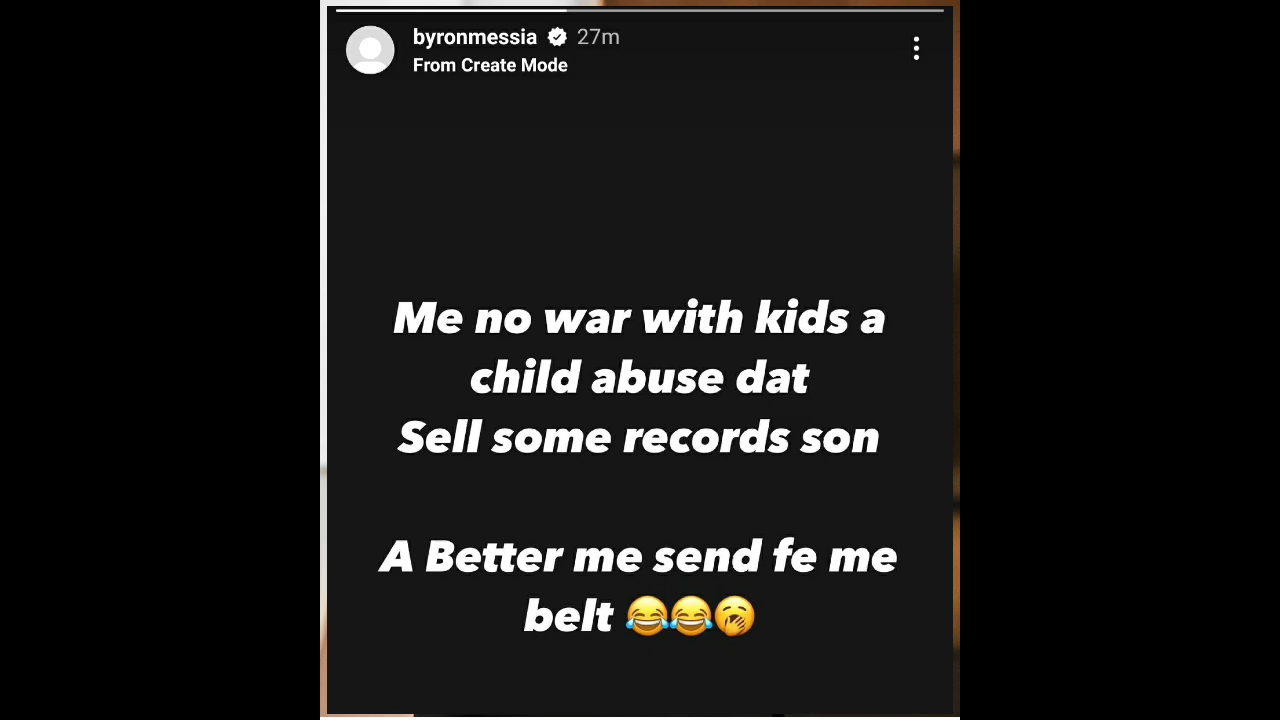 byronmessia 27m
From Create Mode
Me no war with kids a
child abuse dat
Sell some records son
A Better me send fe me
belt 😂😂🥱